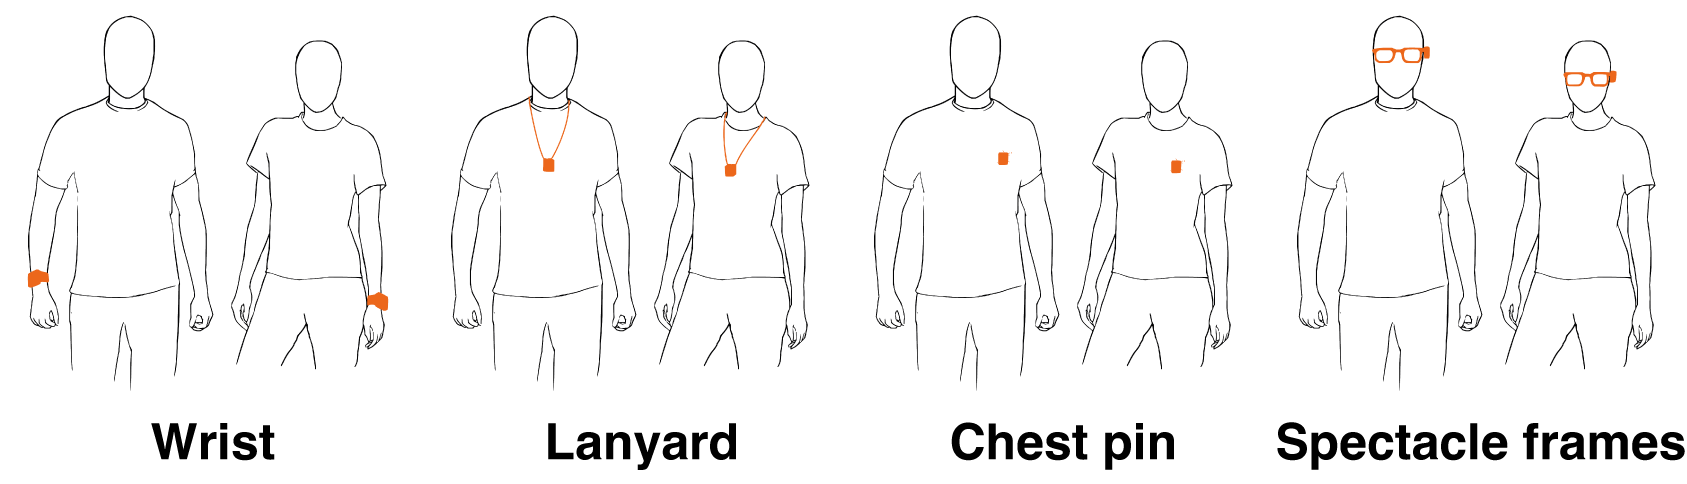 Wrist
Lanyard
Chest pin
Spectacle frames